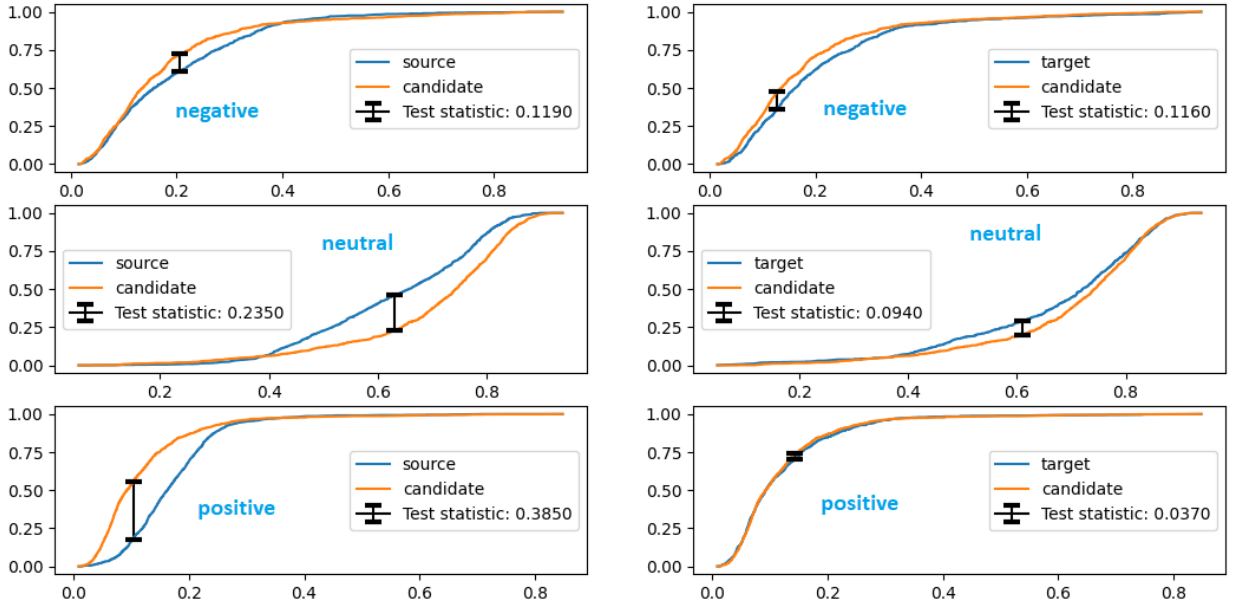 1.00
0.75
0.50
0.25
0.00
0.0 0.2 0.4 0.6 0.8
source
candidate
Test statistic: 0.1190
negative
1.00
0.75
0.50
0.25
0.00
0.0 0.2 0.4 0.6 0.8
target
candidate
Test statistic: 0.1160
negative
1.00
0.75
0.50
0.25
0.00
0.2 0.4 0.6 0.8
neutral
source
candidate
Test statistic: 0.2350
1.00
0.75
0.50
0.25
0.00
0.2 0.4 0.6 0.8
neutral
target
candidate
Test statistic: 0.0940
1.00
0.75
0.50
0.25
0.00
0.0 0.2 0.4 0.6 0.8
source
candidate
Test statistic: 0.3850
positive
1.00
0.75
0.50
0.25
0.00
0.0 0.2 0.4 0.6 0.8
target
candidate
Test statistic: 0.0370
positive